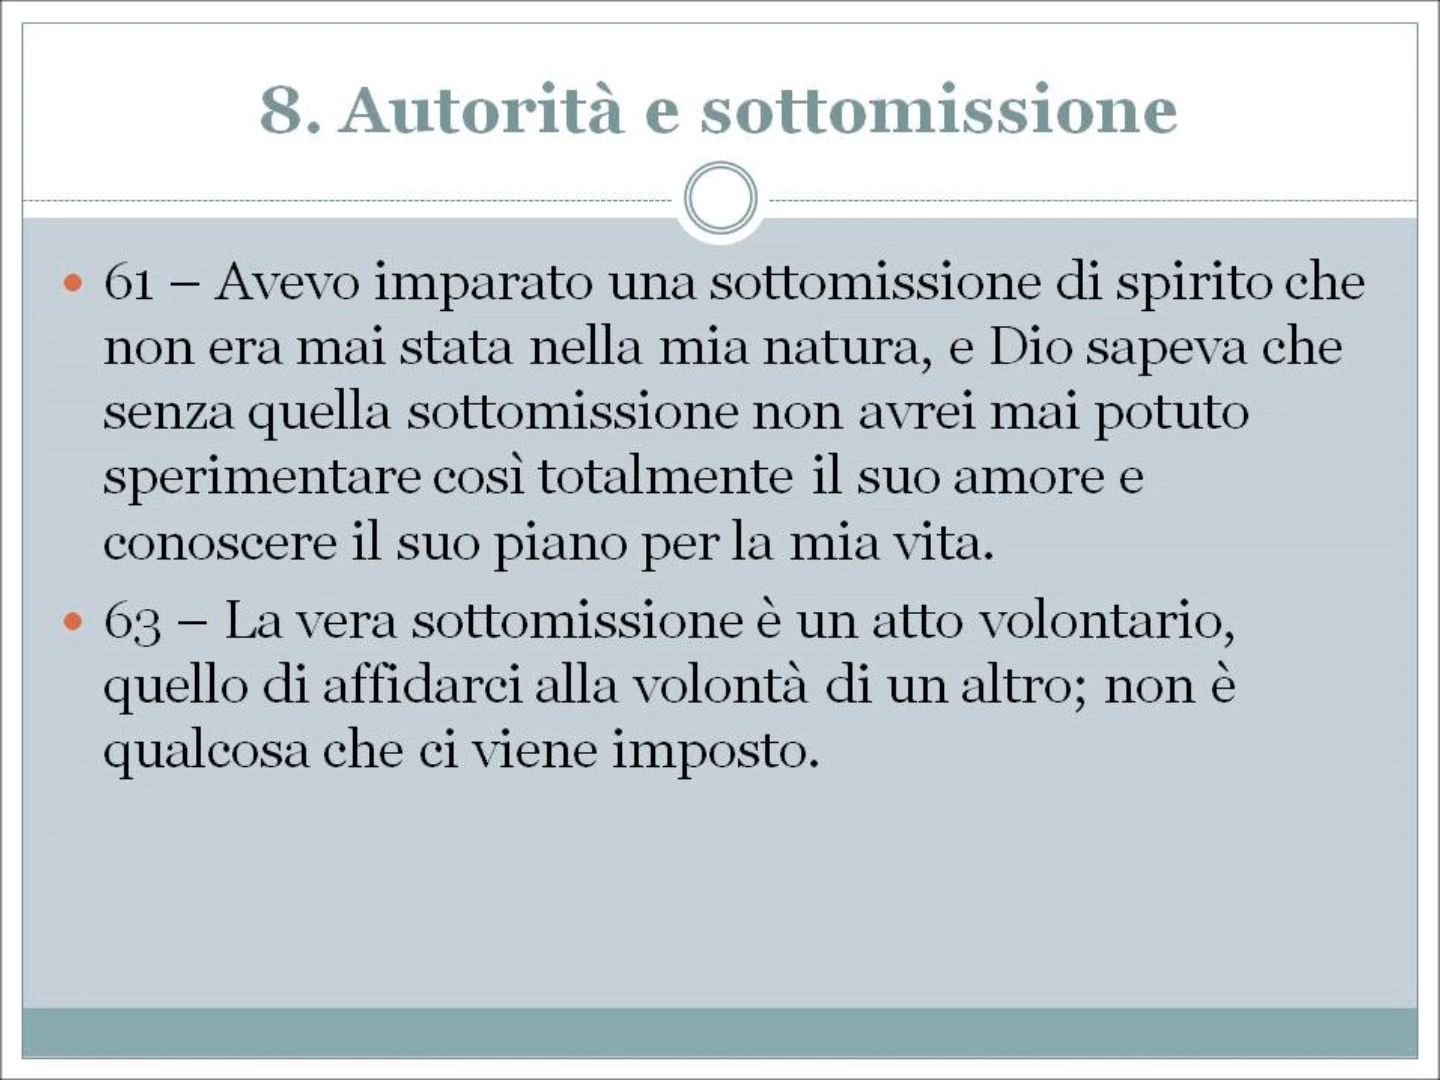 8. Autorità e sottomissione
• 61 – Avevo imparato una sottomissione di spirito che
non era mai stata nella mia natura, e Dio sapeva che
senza quella sottomissione non avrei mai potuto
sperimentare così totalmente il suo amore e
conoscere il suo piano per la mia vita.
• 63 – La vera sottomissione è un atto volontario,
quello di affidarci alla volontà di un altro; non è
qualcosa che ci viene imposto.